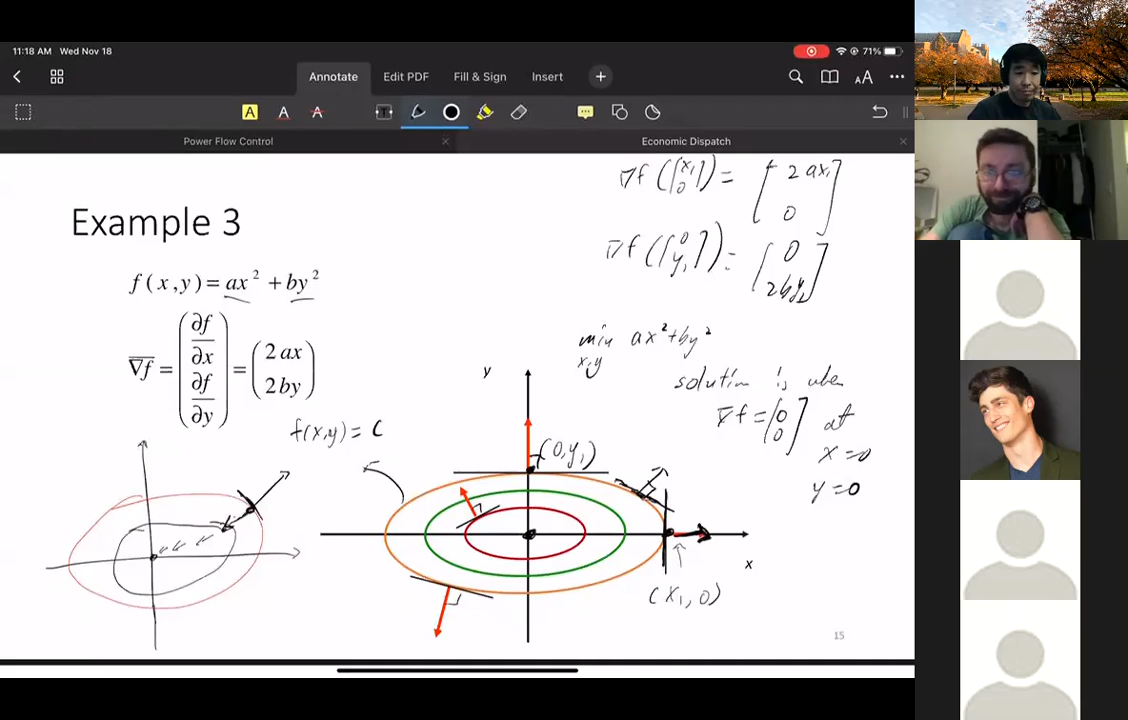 11:18 AM Wed Nov 18
71%
Annotate Edit PDF Fill & Sign Insert
Power Flow Control
Economic Dispatch
Example 3
f(x,y)= ax² + by²
∇f = (∂f/∂x ∂f/∂y) = (2ax 2by)
∇f([x₁ 0]) = [2ax₁ 0]
∇f([0 y₁]) = [0 2by₁]
min ax²+by²
x,y
solution is when
∇f = [0 0] at
x=0
y=0
f(x,y)= C
y
(0,y₁)
x
(x₁,0)
15